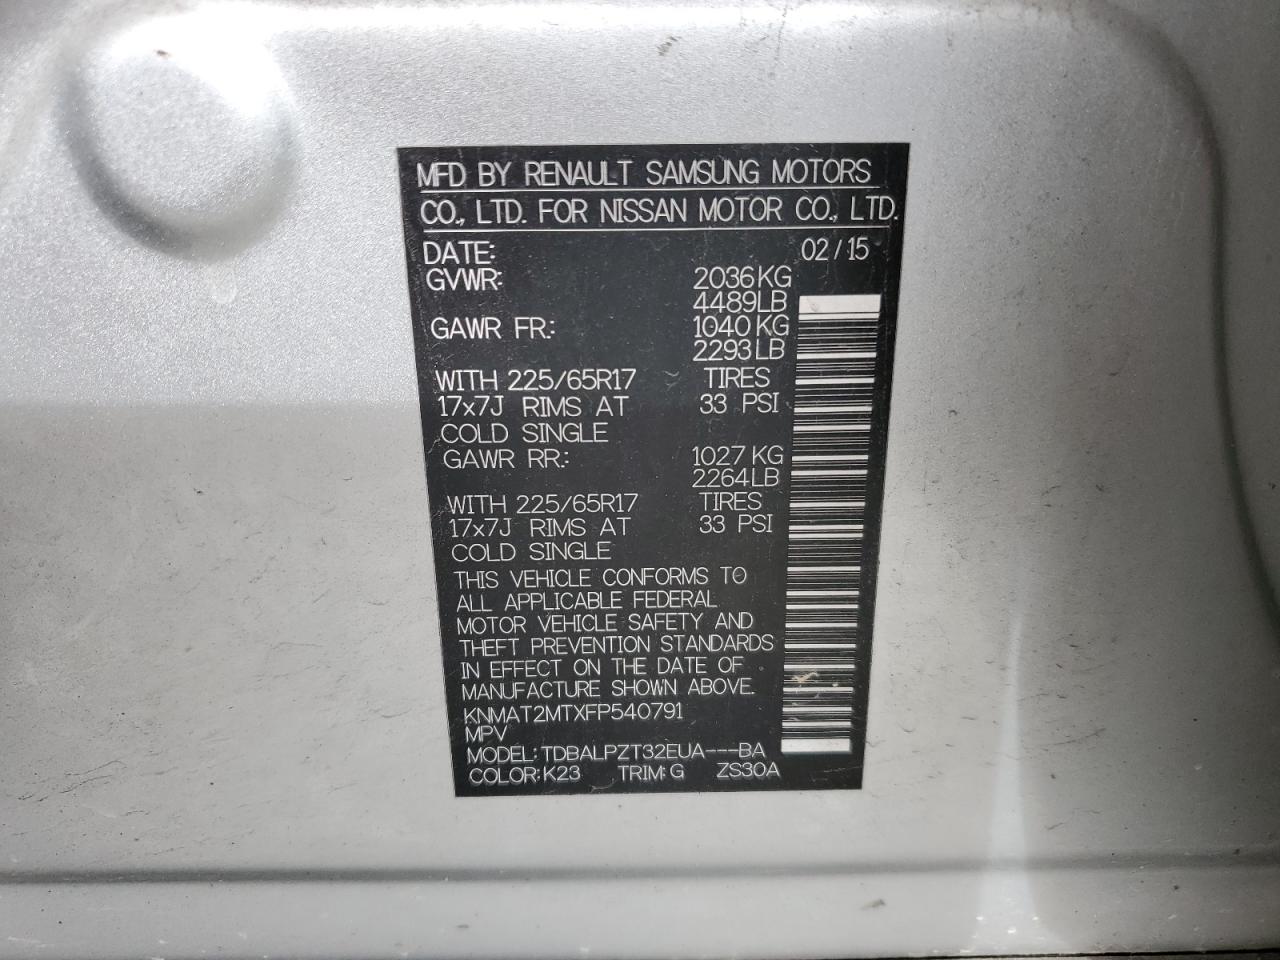 MFD BY RENAULT SAMSUNG MOTORS
CO., LTD. FOR NISSAN MOTOR CO., LTD.
DATE: 02/15
GVWR: 2036KG
4489LB
GAWR FR: 1040KG
2293LB
WITH 225/65R17 TIRES
17x7J RIMS AT 33 PSI
COLD SINGLE
GAWR RR: 1027KG
2264LB
WITH 225/65R17 TIRES
17x7J RIMS AT 33 PSI
COLD SINGLE
THIS VEHICLE CONFORMS TO
ALL APPLICABLE FEDERAL
MOTOR VEHICLE SAFETY AND
THEFT PREVENTION STANDARDS
IN EFFECT ON THE DATE OF
MANUFACTURE SHOWN ABOVE.
KNMAT2MTXFP540791
MPV
MODEL:TDBALPZT32EUA---BA
COLOR:K23 TRIM:G ZS30A